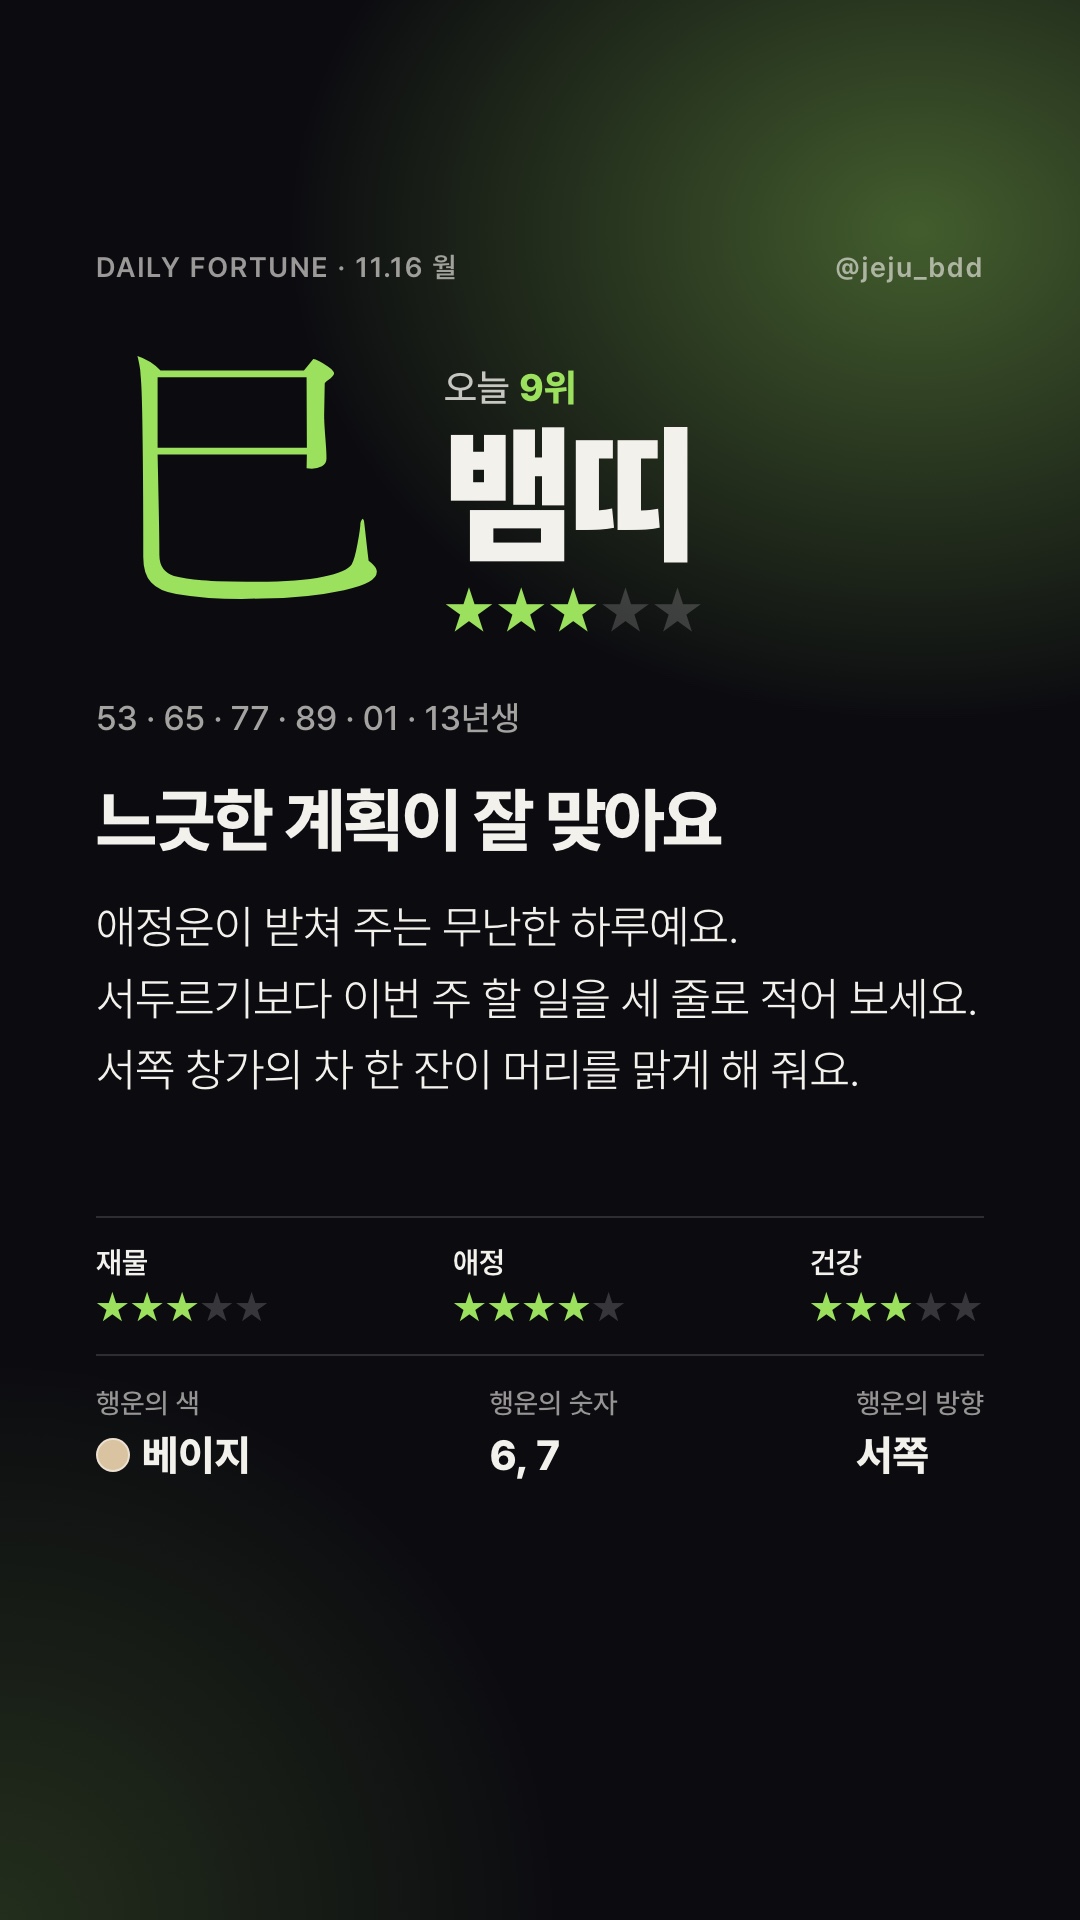 DAILY FORTUNE · 11.16 월
@jeju_bdd
巳
오늘 9위
뱀띠
★★★★★
53 · 65 · 77 · 89 · 01 · 13년생
느긋한 계획이 잘 맞아요
애정운이 받쳐 주는 무난한 하루예요.
서두르기보다 이번 주 할 일을 세 줄로 적어 보세요.
서쪽 창가의 차 한 잔이 머리를 맑게 해 줘요.
재물 애정 건강
★★★★★ ★★★★★ ★★★★★
행운의 색 행운의 숫자 행운의 방향
베이지 6, 7 서쪽